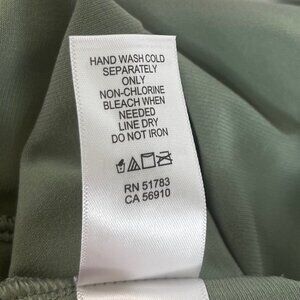 HAND WASH COLD
SEPARATELY
ONLY
NON-CHLORINE
BLEACH WHEN
NEEDED
LINE DRY
DO NOT IRON
RN 51783
CA 56910